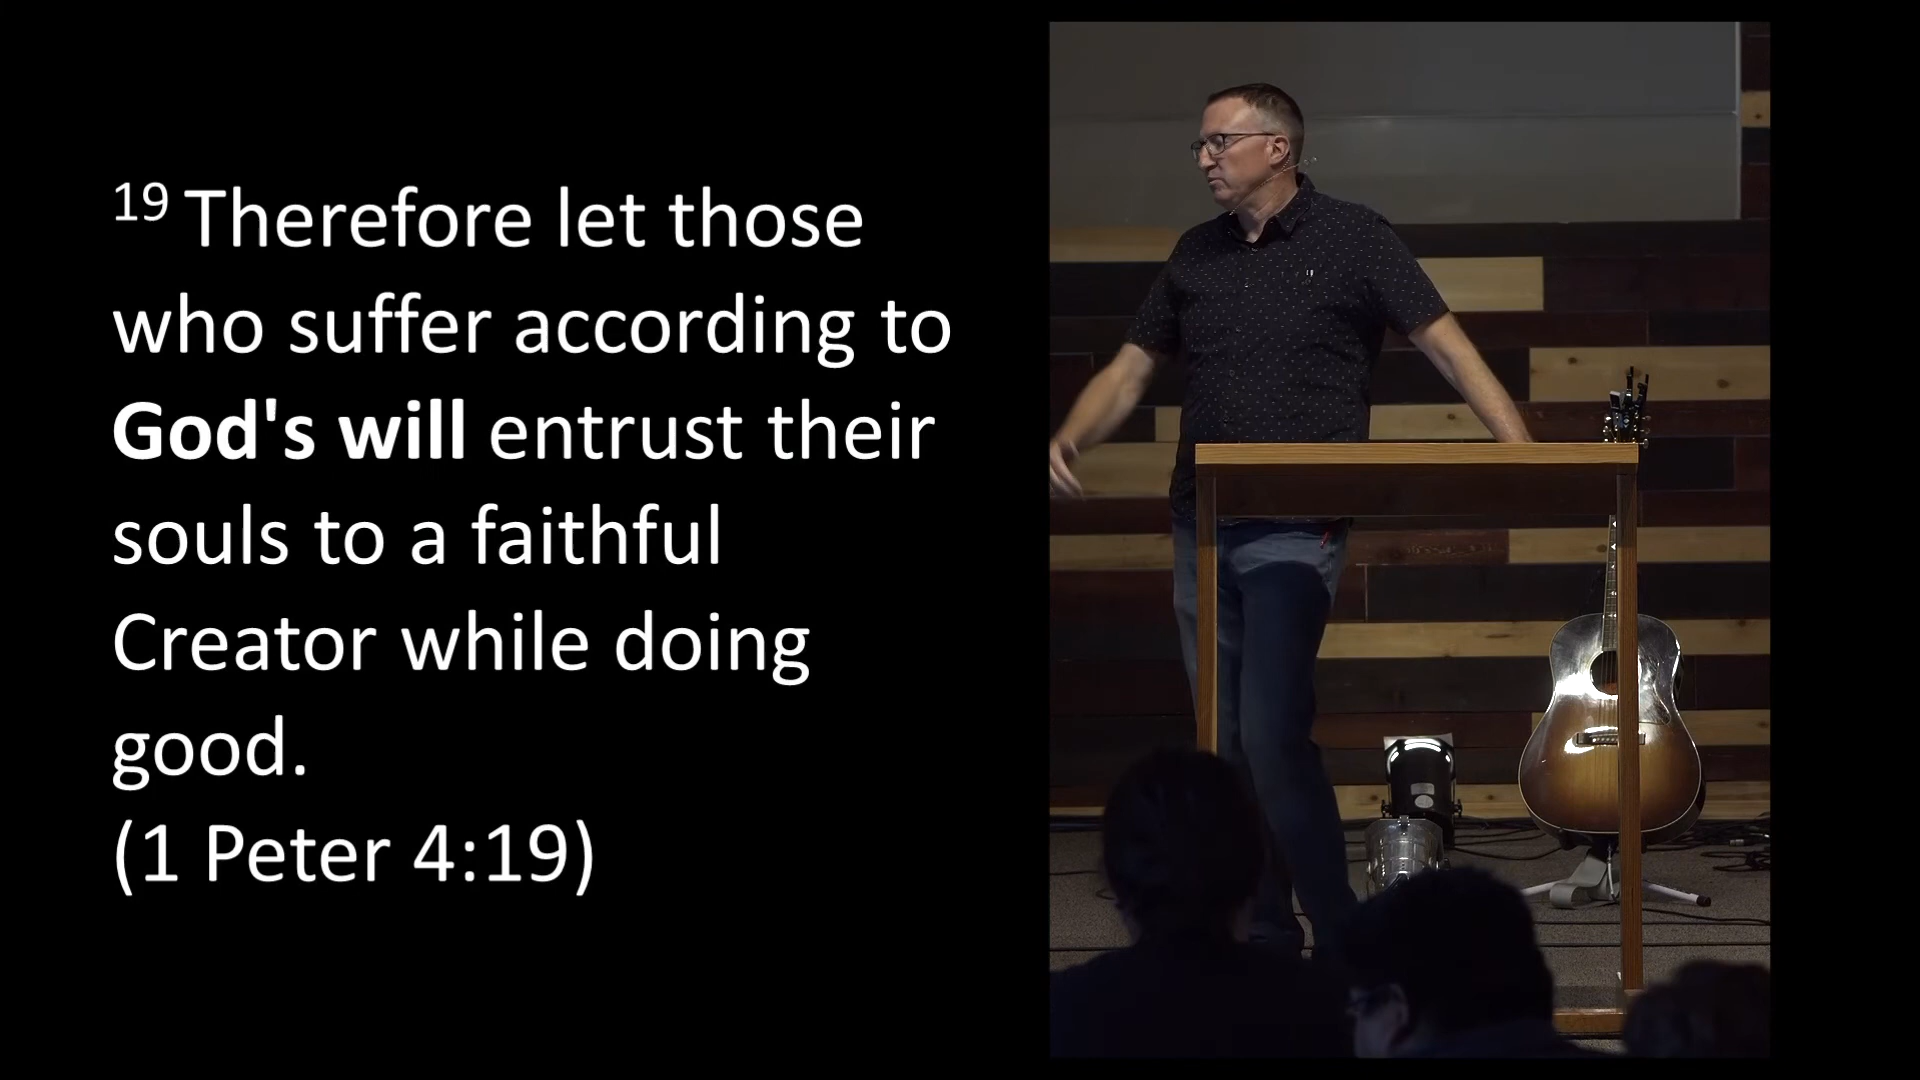 19 Therefore let those
who suffer according to
God's will entrust their
souls to a faithful
Creator while doing
good.
(1 Peter 4:19)